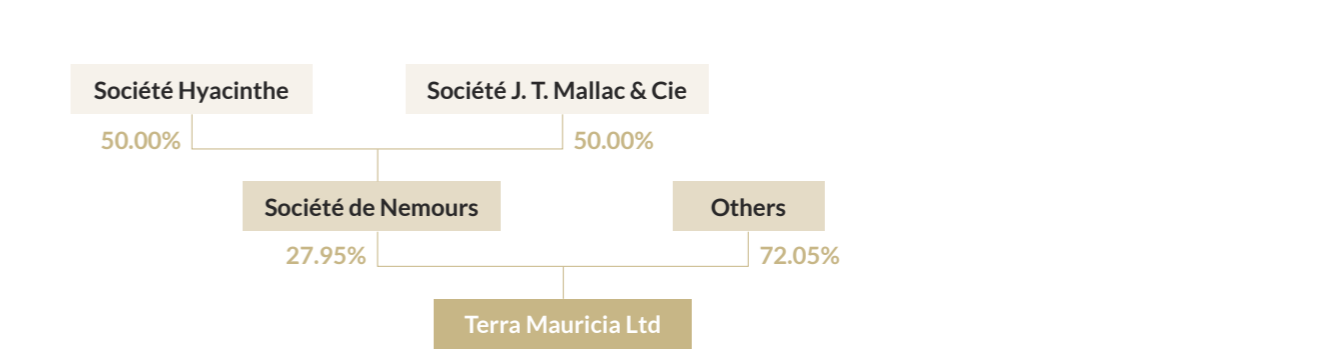 Société Hyacinthe
Société J. T. Mallac & Cie
50.00%
50.00%
Société de Nemours
Others
27.95%
72.05%
Terra Mauricia Ltd